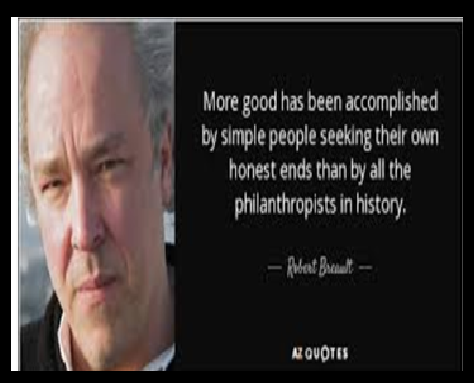 More good has been accomplished
by simple people seeking their own
honest ends than by all the
philanthropists in history.
— Robert Breault —
AZ QUOTES